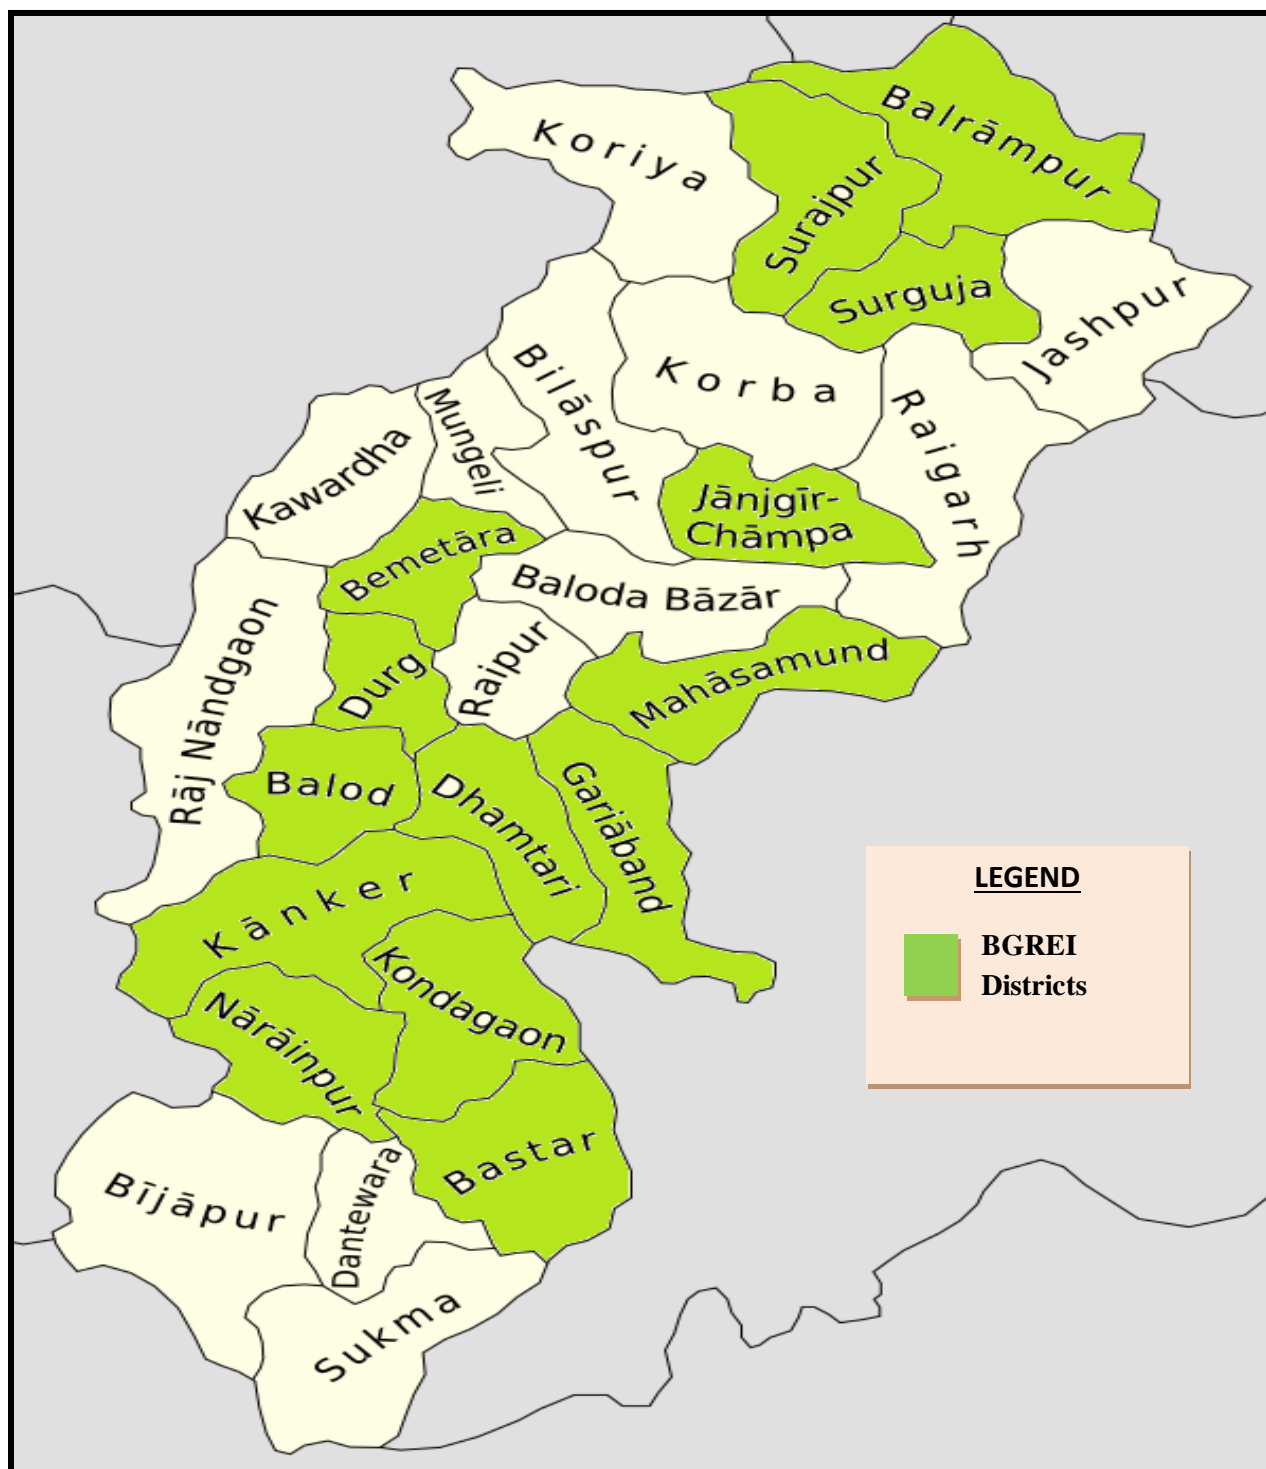 Balrāmpur
Koriya
Surajpur
Surguja
Jashpur
Bilāspur
Korba
Raigarh
Mungeli
Kawardha
Jānjgīr-
Chāmpa
Bemetāra
Baloda Bāzār
Rāj Nāndgaon
Durg
Raipur
Mahāsamund
Balod
Dhamtari
Gariāband
Kānker
Kondagaon
Nārāinpur
Bastar
Bījāpur
Dantewara
Sukma
LEGEND
BGREI
Districts